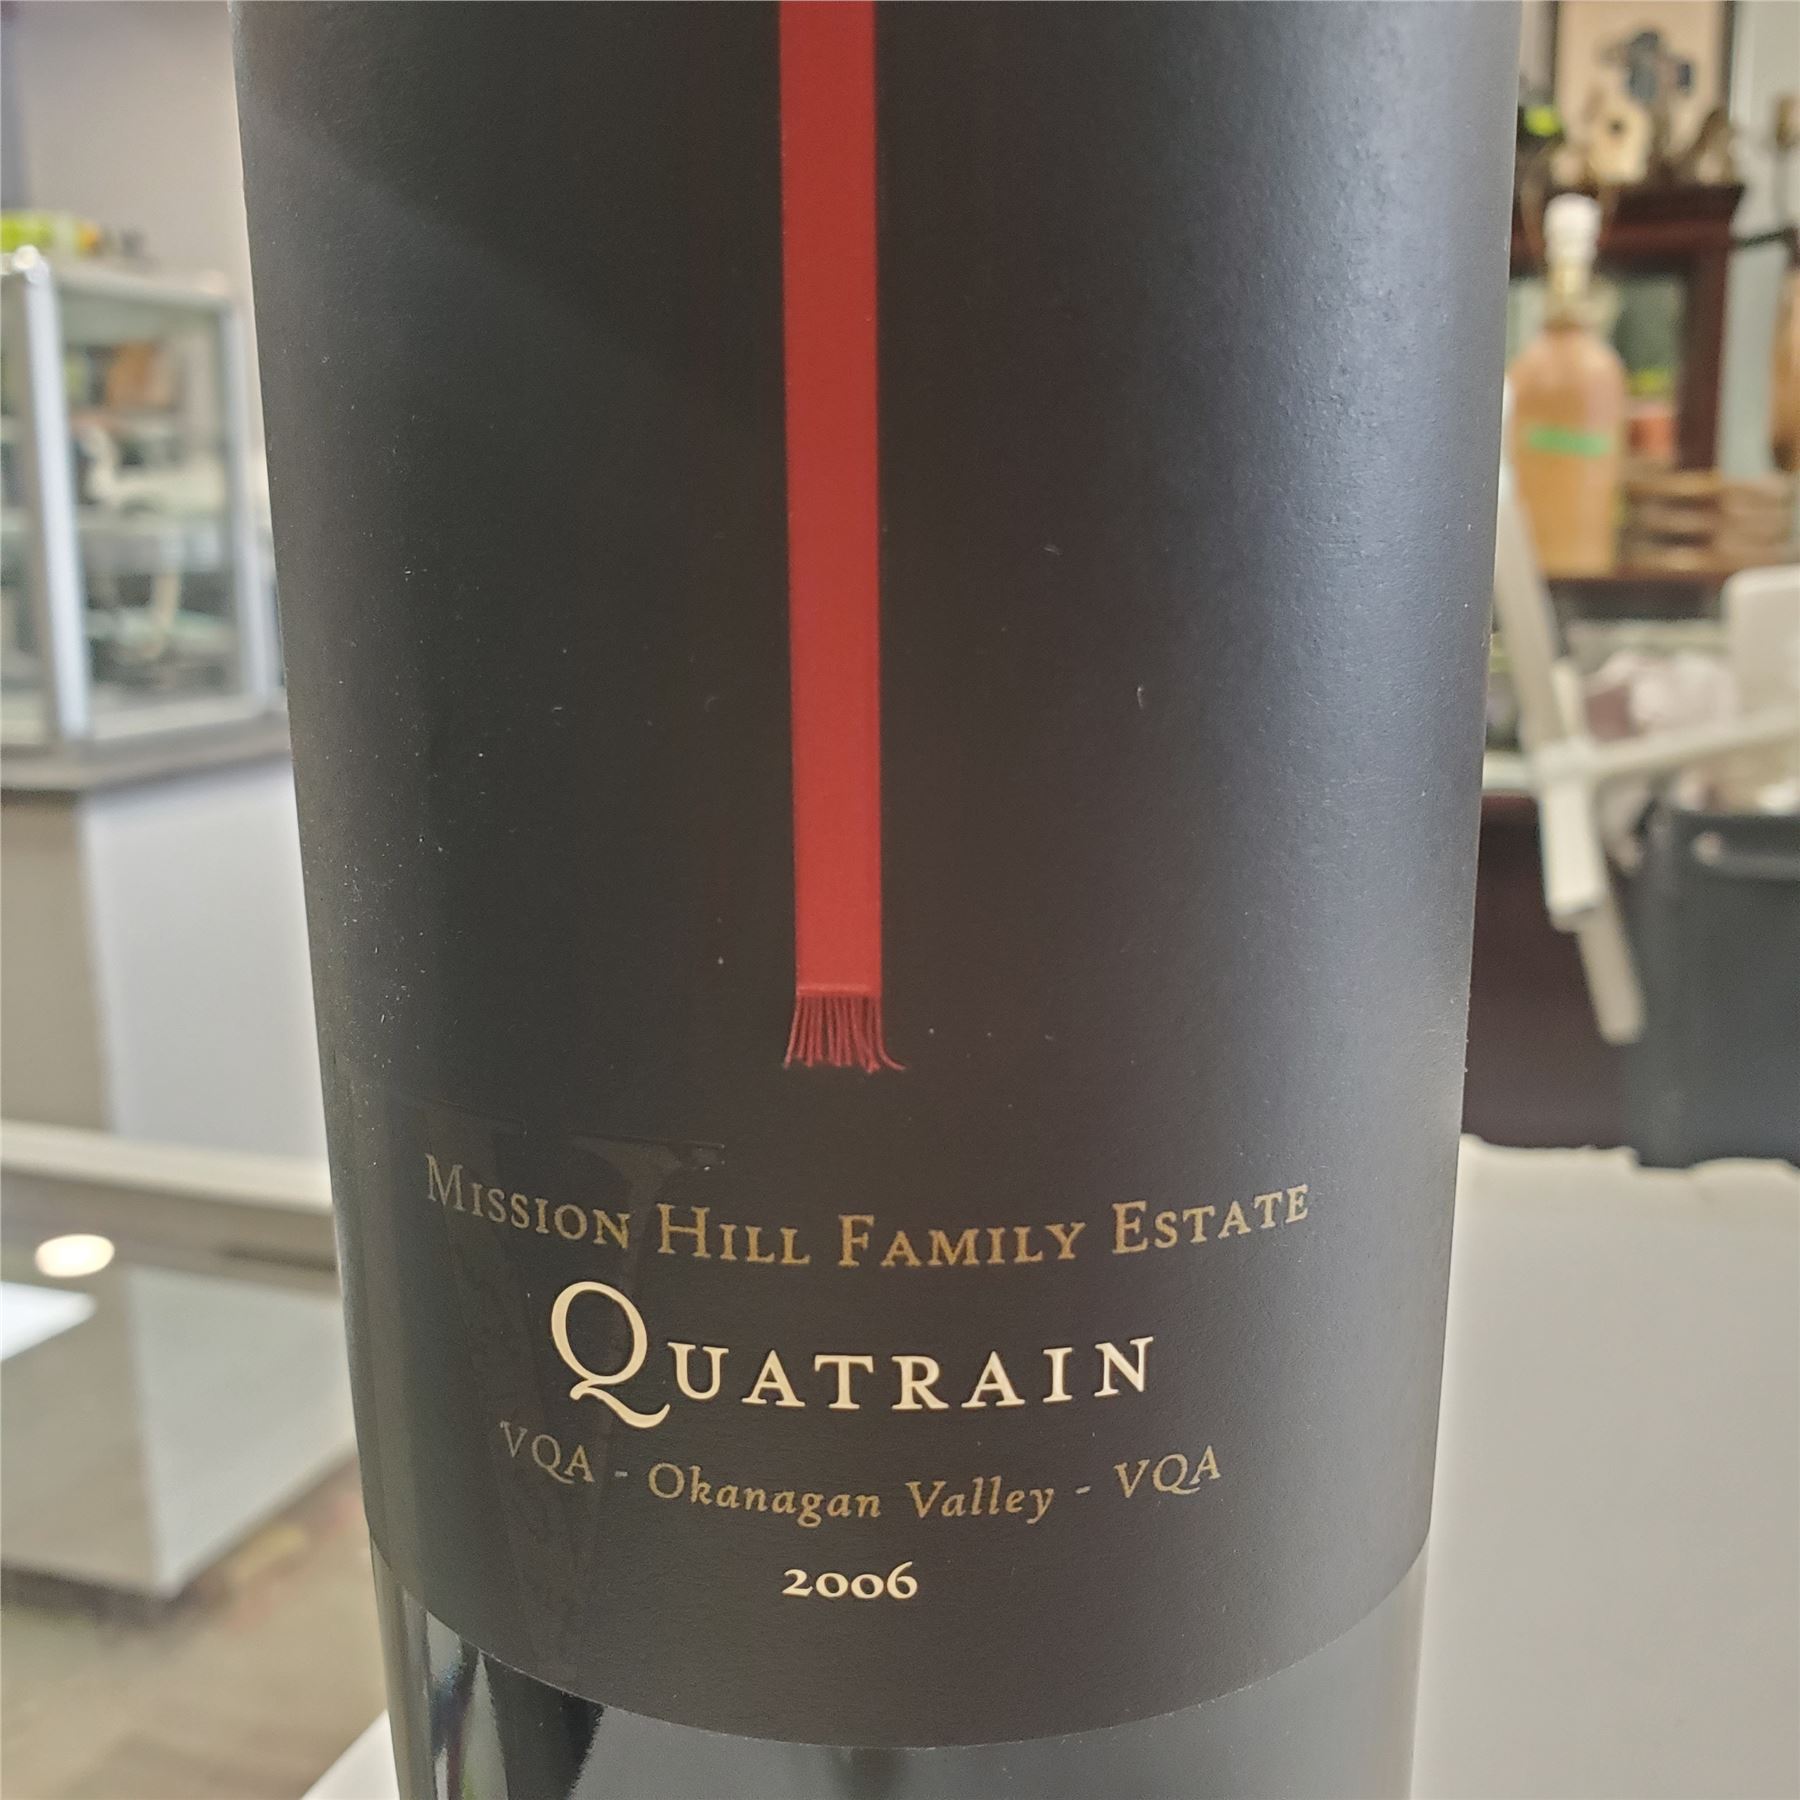 Mission Hill Family Estate
Quatrain
VQA - Okanagan Valley - VQA
2006